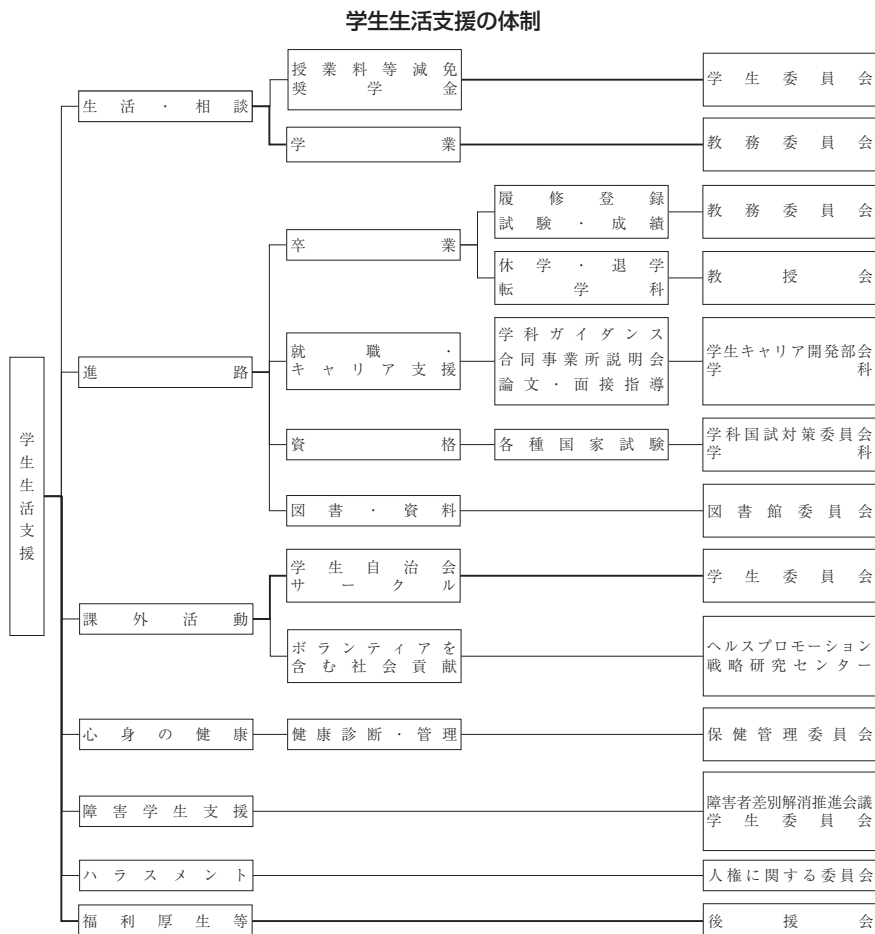 学生生活支援の体制
学生生活支援
生活・相談
授業料等減免
奨学金
学生委員会
学業
教務委員会
進路
卒業
履修登録
試験・成績
教務委員会
休学・退学
転学科
教授会
就職・
キャリア支援
学科ガイダンス
合同事業所説明会
論文・面接指導
学生キャリア開発部会
学科
資格
各種国家試験
学科国試対策委員会
学科
図書・資料
図書館委員会
課外活動
学生自治会
サークル
学生委員会
ボランティアを
含む社会貢献
ヘルスプロモーション
戦略研究センター
心身の健康
健康診断・管理
保健管理委員会
障害学生支援
障害者差別解消推進会議
学生委員会
ハラスメント
人権に関する委員会
福利厚生等
後援会